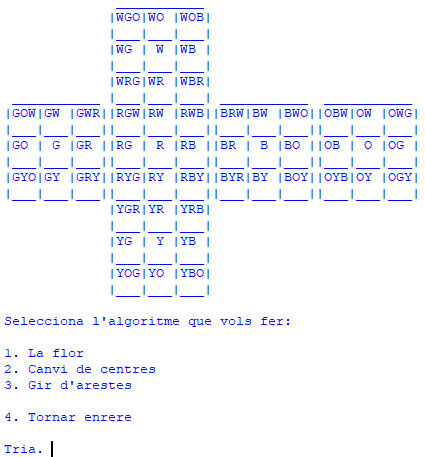 ___________
|WGO|WO |WOB|
|___|___|___|
|WG | W |WB |
|___|___|___|
|WRG|WR |WBR|
 ___________ |___|___|___| ___________ ___________
|GOW|GW |GWR||RGW|RW |RWB||BRW|BW |BWO||OBW|OW |OWG|
|___|___|___||___|___|___||___|___|___||___|___|___|
|GO | G |GR ||RG | R |RB ||BR | B |BO ||OB | O |OG |
|___|___|___||___|___|___||___|___|___||___|___|___|
|GYO|GY |GRY||RYG|RY |RBY||BYR|BY |BOY||OYB|OY |OGY|
|___|___|___||___|___|___||___|___|___||___|___|___|
|YGR|YR |YRB|
|___|___|___|
|YG | Y |YB |
|___|___|___|
|YOG|YO |YBO|
|___|___|___|
Selecciona l'algoritme que vols fer:
1. La flor
2. Canvi de centres
3. Gir d'arestes
4. Tornar enrere
Tria.